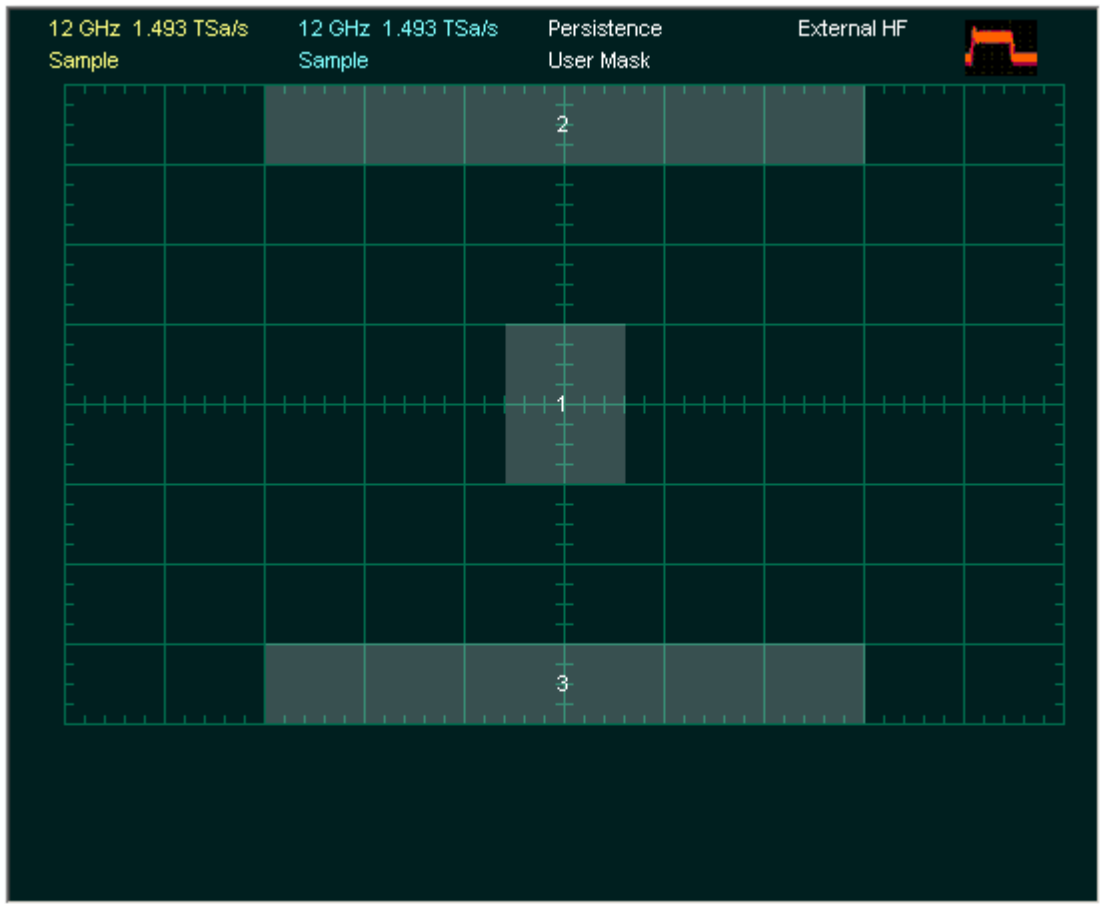 12 GHz 1.493 TSa/s 12 GHz 1.493 TSa/s Persistence External HF
Sample Sample User Mask
2
1
3